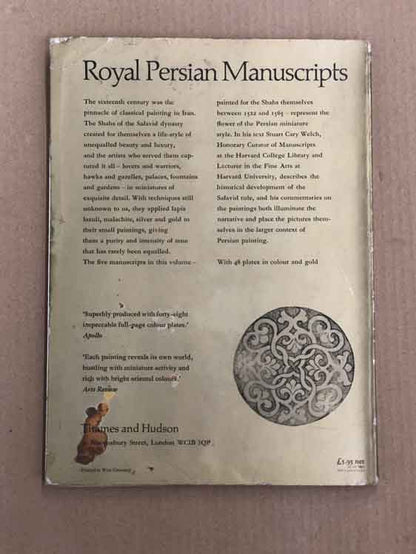 Royal Persian Manuscripts
The sixteenth century was the
pinnacle of classical painting in Iran.
The Shahs of the Safavid dynasty
created for themselves a life-style of
unequalled beauty and luxury,
and the artists who served them cap-
tured it all – lovers and warriors,
hawks and gazelles, palaces, fountains
and gardens – in miniatures of
exquisite detail. With techniques still
unknown to us, they applied lapis
lazuli, malachite, silver and gold to
their small paintings, giving
them a purity and intensity of tone
that has rarely been equalled.
The five manuscripts in this volume –
painted for the Shahs themselves
between 1522 and 1565 – represent the
flower of the Persian miniature
style. In his text Stuart Cary Welch,
Honorary Curator of Manuscripts
at the Harvard College Library and
Lecturer in the Fine Arts at
Harvard University, describes the
historical development of the
Safavid style, and his commentaries on
the paintings both illuminate the
narrative and place the pictures them-
selves in the larger context of
Persian painting.
With 48 plates in colour and gold
'Superbly produced with forty-eight
impeccable full-page colour plates.'
Apollo
'Each painting reveals its own world,
bustling with miniature activity and
rich with bright oriental colours.'
Arts Review
Thames and Hudson
Bloomsbury Street, London WC1B 3QP
Printed in West Germany
£5.95 net